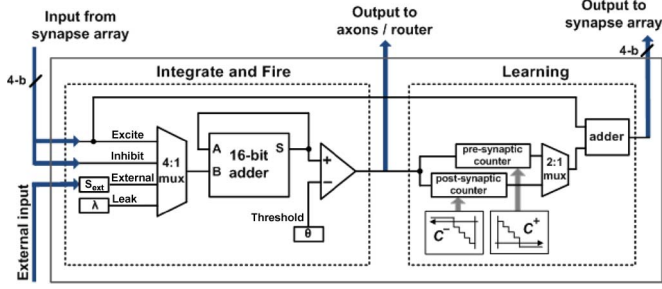 Input from
synapse array
Output to
axons / router
Output to
synapse array
4-b
4-b
Integrate and Fire
Learning
Excite
Inhibit
External
Leak
S_ext
λ
4:1
mux
A
B
S
16-bit
adder
+
−
Threshold
θ
pre-synaptic
counter
post-synaptic
counter
2:1
mux
adder
C⁻
C⁺
External input